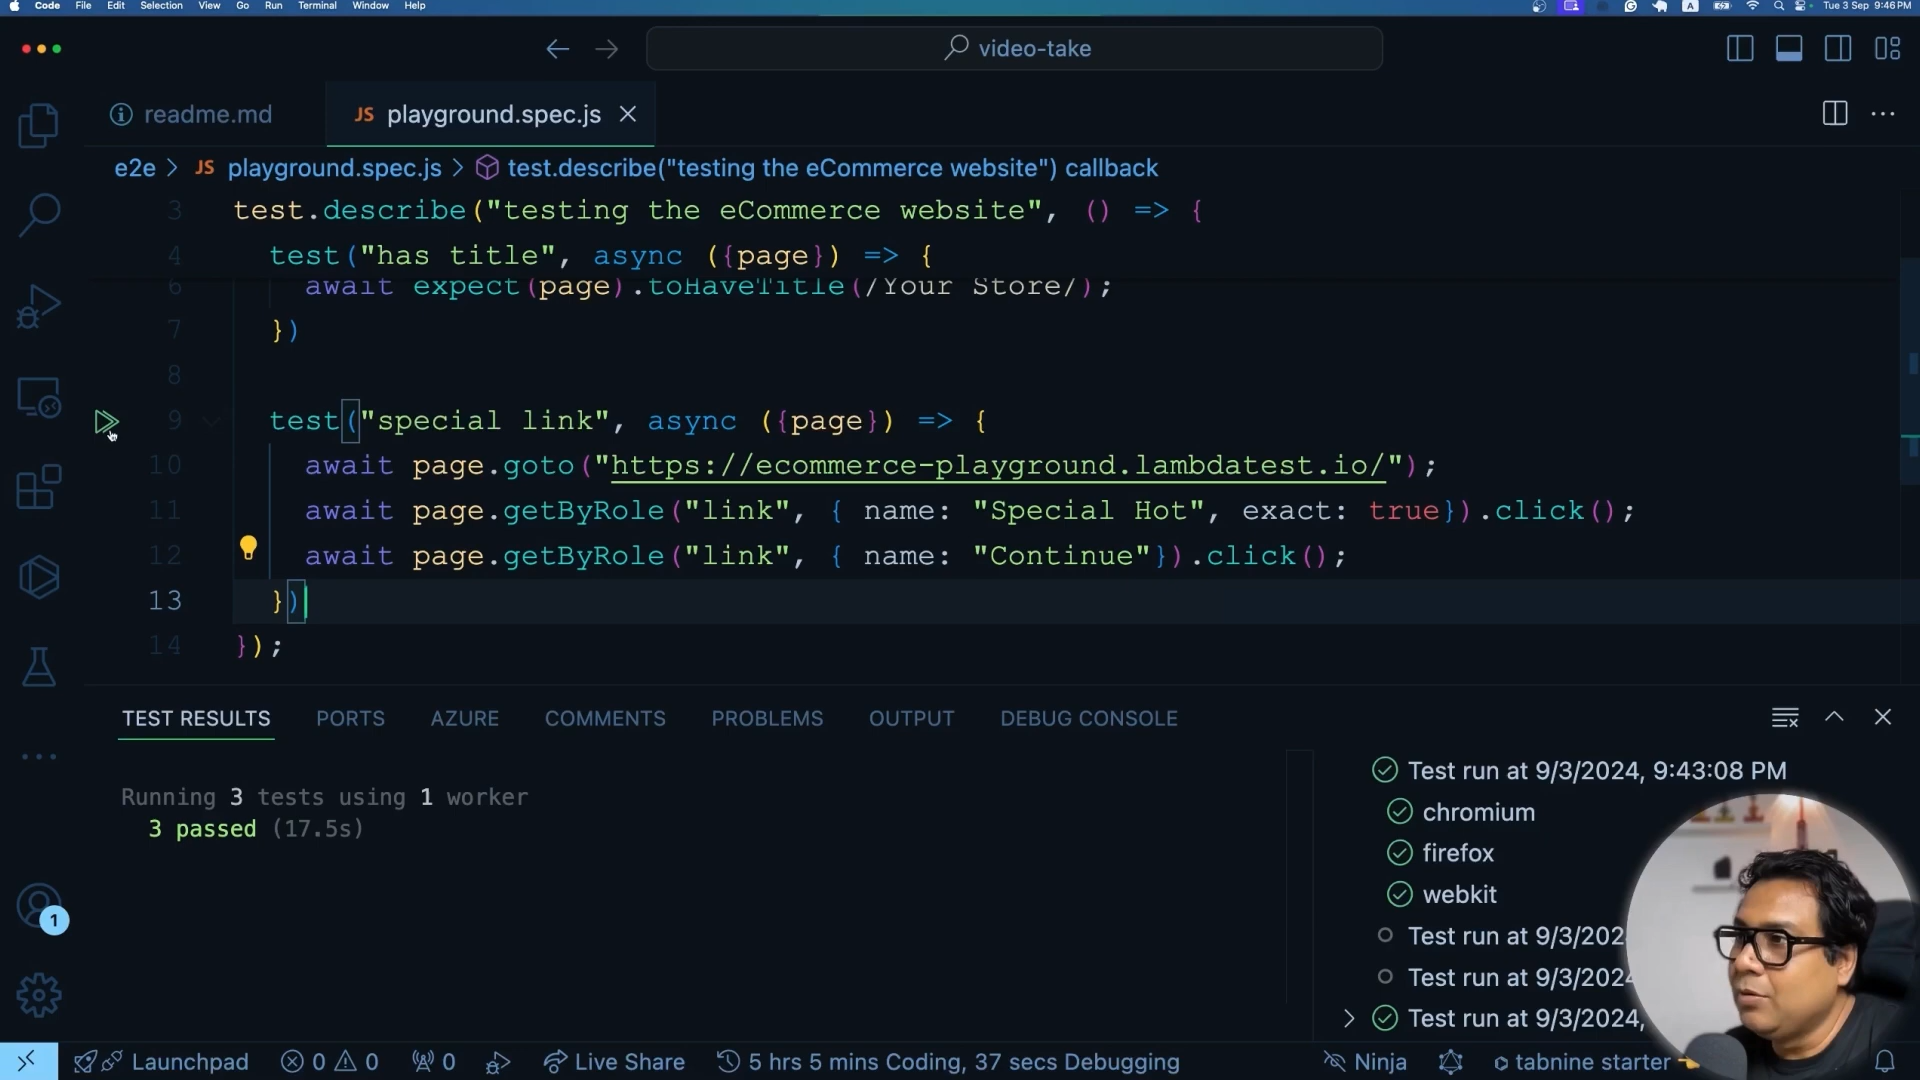 Code File Edit Selection View Go Run Terminal Window Help
A Tue 3 Sep 9:46 PM
video-take
readme.md
JS playground.spec.js
e2e > JS playground.spec.js > test.describe("testing the eCommerce website") callback
3 test.describe("testing the eCommerce website", () => {
4 test("has title", async ({page}) => {
6 await expect(page).toHaveTitle(/Your Store/);
7 })
8
9 test("special link", async ({page}) => {
10 await page.goto("https://ecommerce-playground.lambdatest.io/");
11 await page.getByRole("link", { name: "Special Hot", exact: true}).click();
12 await page.getByRole("link", { name: "Continue"}).click();
13 })
14 });
TEST RESULTS PORTS AZURE COMMENTS PROBLEMS OUTPUT DEBUG CONSOLE
Running 3 tests using 1 worker
3 passed (17.5s)
Test run at 9/3/2024, 9:43:08 PM
chromium
firefox
webkit
Test run at 9/3/202
Test run at 9/3/2024
Test run at 9/3/2024,
1
Launchpad 0 0 0 Live Share 5 hrs 5 mins Coding, 37 secs Debugging Ninja tabnine starter